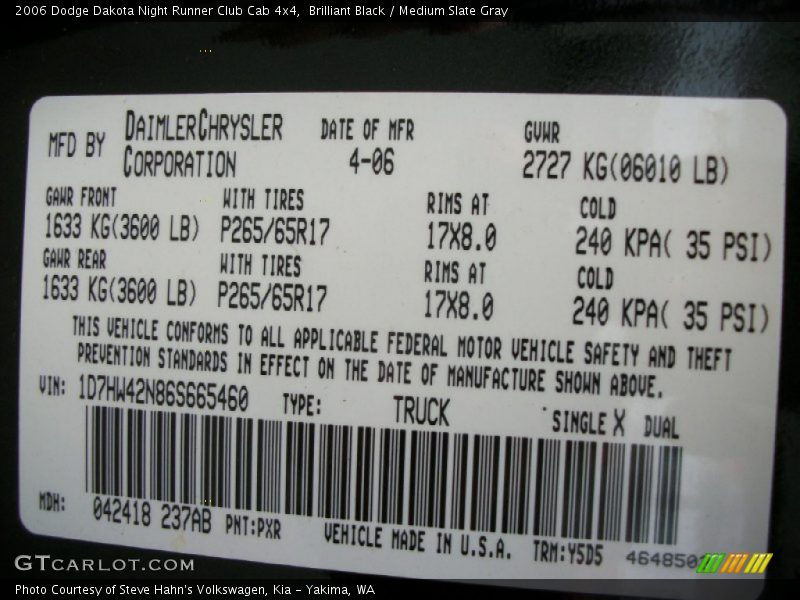 2006 Dodge Dakota Night Runner Club Cab 4x4,  Brilliant Black / Medium Slate Gray
MFD BY DAIMLERCHRYSLER CORPORATION
DATE OF MFR
4-06
GVWR
2727 KG(06010 LB)
GAWR FRONT WITH TIRES RIMS AT COLD
1633 KG(3600 LB) P265/65R17 17X8.0 240 KPA( 35 PSI)
GAWR REAR WITH TIRES RIMS AT COLD
1633 KG(3600 LB) P265/65R17 17X8.0 240 KPA( 35 PSI)
THIS VEHICLE CONFORMS TO ALL APPLICABLE FEDERAL MOTOR VEHICLE SAFETY AND THEFT
PREVENTION STANDARDS IN EFFECT ON THE DATE OF MANUFACTURE SHOWN ABOVE.
VIN: 1D7HW42N86S665460 TYPE: TRUCK SINGLE X DUAL
MDH: 042418 237AB PNT:PXR VEHICLE MADE IN U.S.A. TRM:Y5D5
GTCARLOT.COM
Photo Courtesy of Steve Hahn's Volkswagen, Kia - Yakima, WA